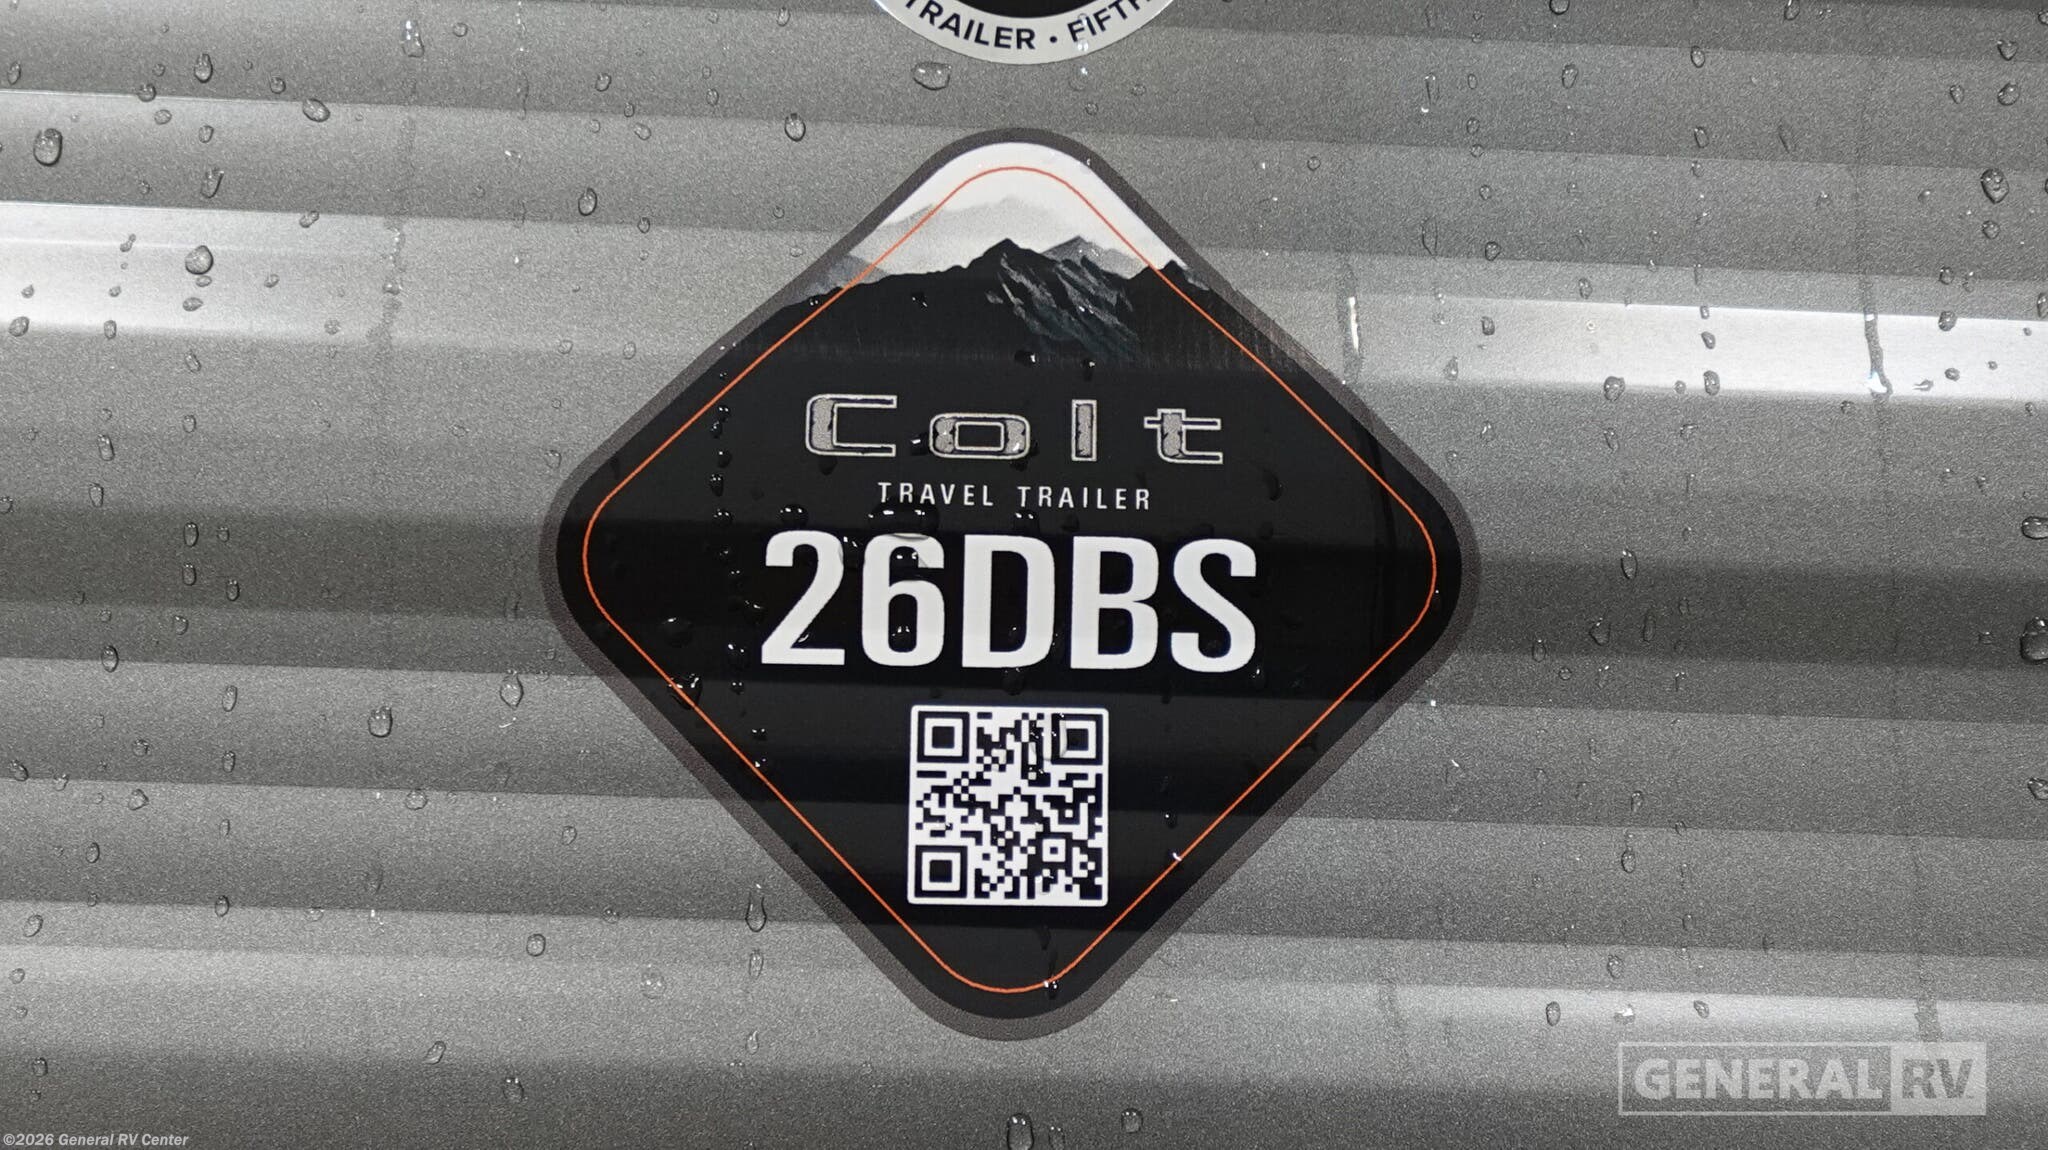 TRAILER • FIFTH
Colt
TRAVEL TRAILER
26DBS
GENERAL RV
©2026 General RV Center